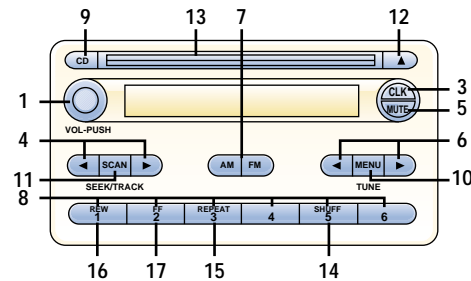 9 13 7 12
CD ▲
1 CLK 3
MUTE 5
VOL-PUSH
4 6
◀ SCAN ▶ AM FM ◀ MENU ▶
11 SEEK/TRACK TUNE 10
8
REW FF REPEAT SHUFF
1 2 3 4 5 6
16 17 15 14